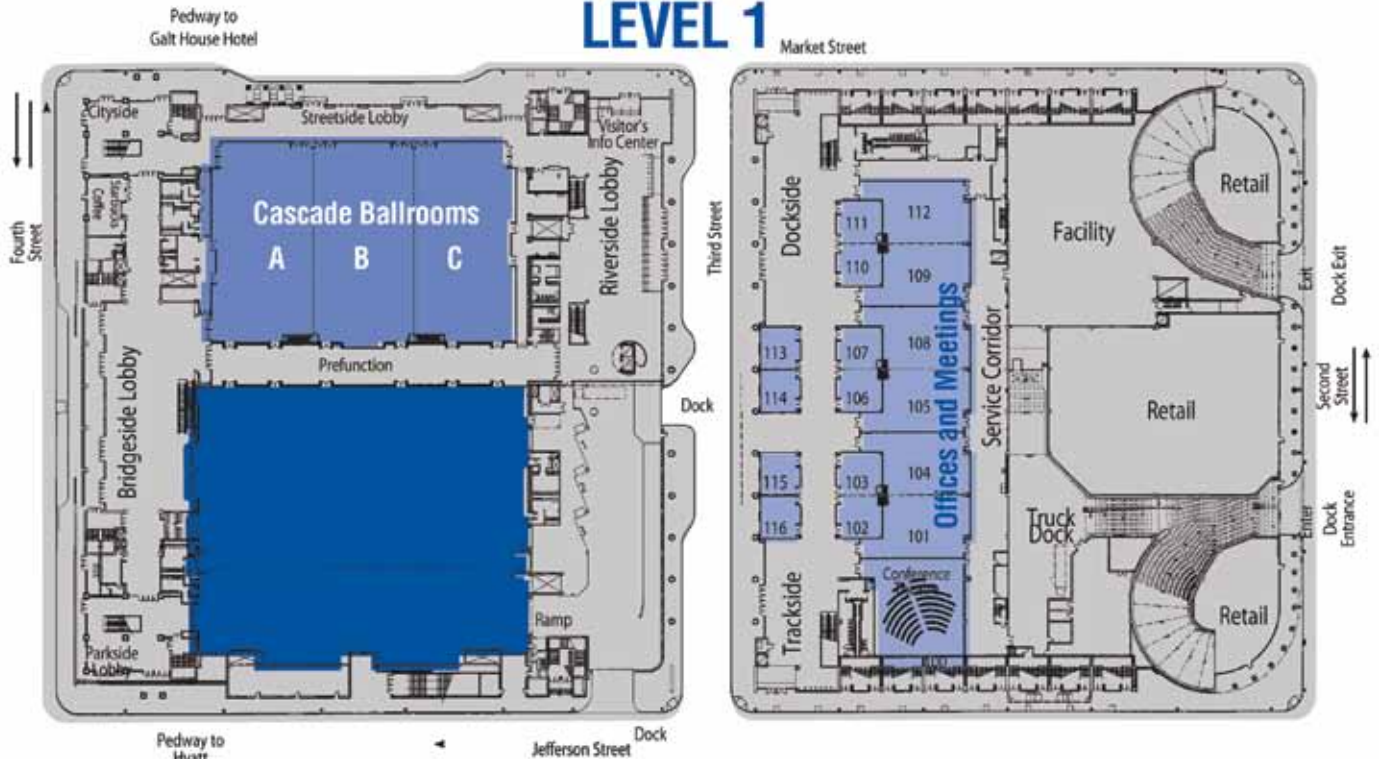 LEVEL 1
Pedway to
Galt House Hotel
Market Street
Cityside
Streetside Lobby
Visitor's
Info Center
Fourth
Street
Starbucks
Coffee
Cascade Ballrooms
A
B
C
Riverside Lobby
Third Street
Prefunction
Bridgeside Lobby
Dock
Ramp
Parkside
Lobby
Pedway to
Hyatt
Jefferson Street
Dock
Dockside
111
112
110
109
113
107
108
114
106
105
115
103
104
116
102
101
Offices and Meetings
Service Corridor
Conference
Trackside
Facility
Retail
Retail
Retail
Truck
Dock
Exit
Dock Exit
Second
Street
Enter
Dock
Entrance